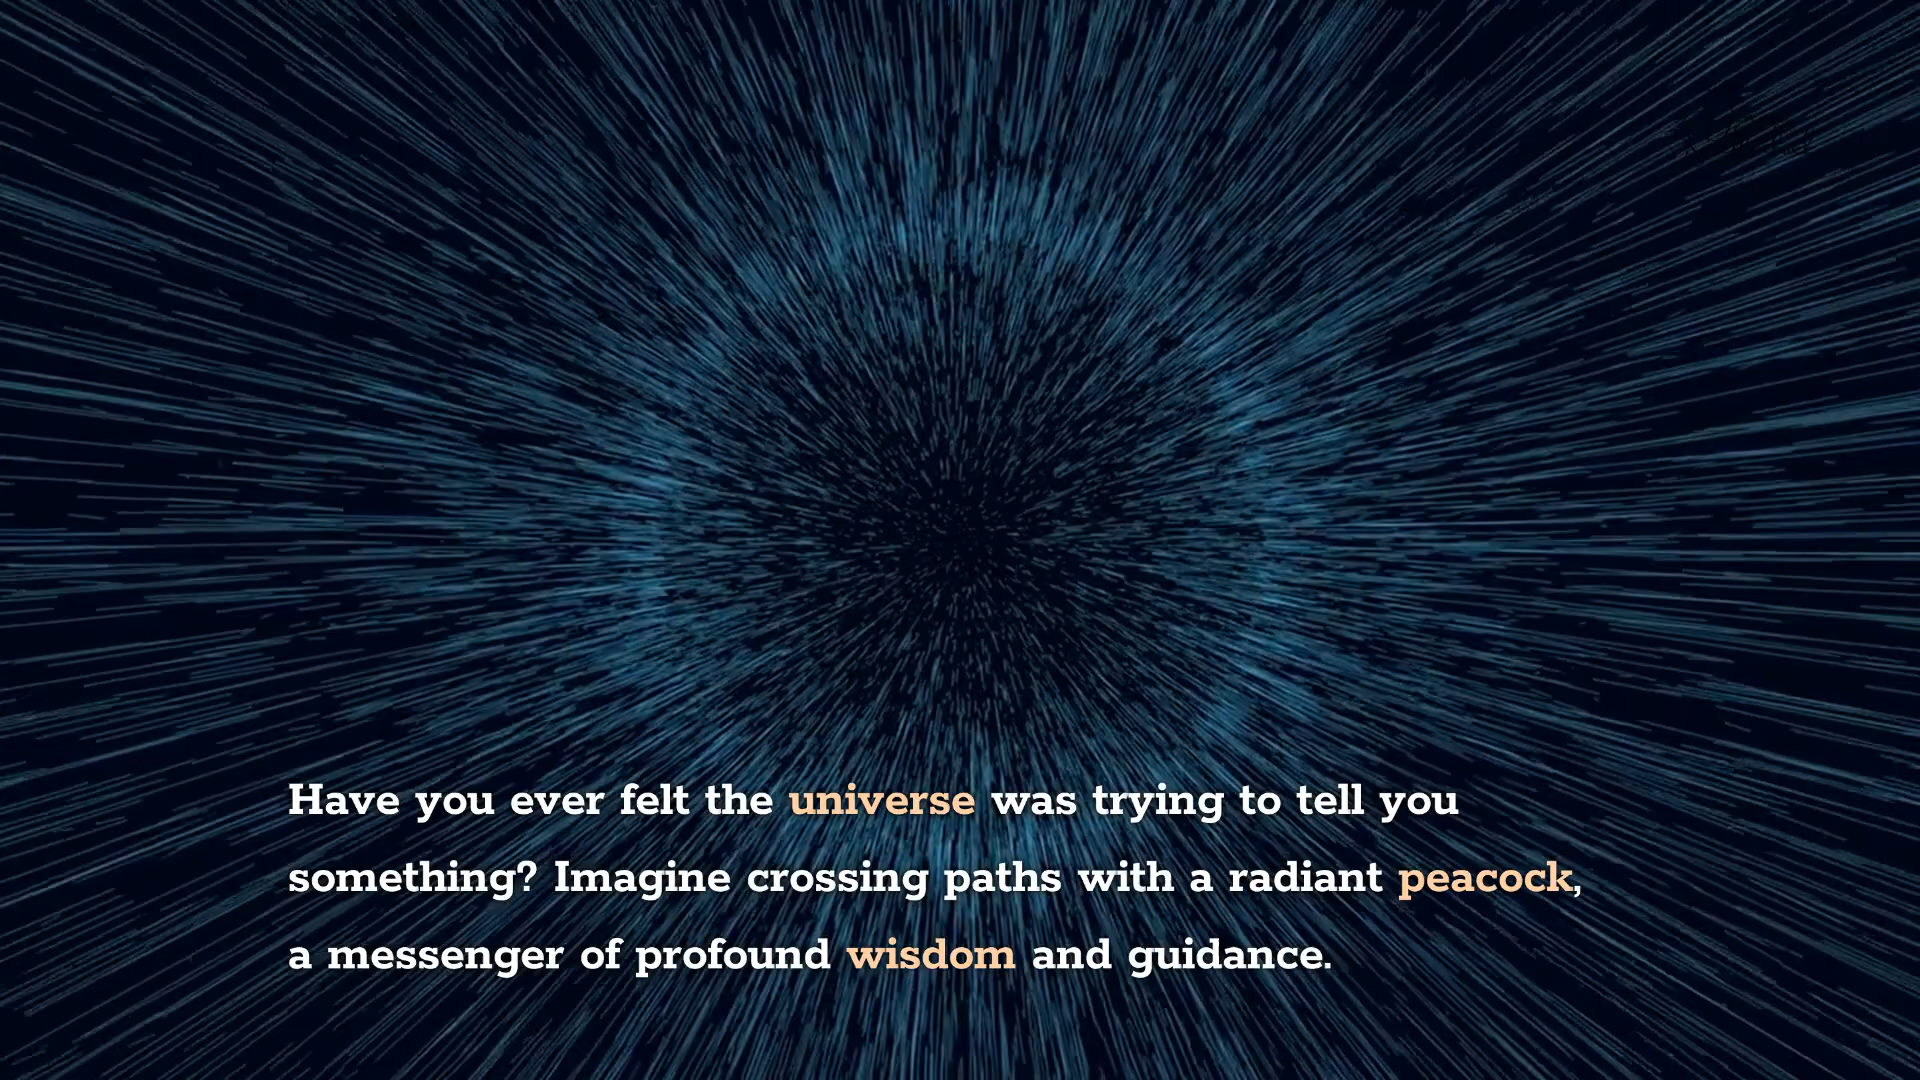 Have you ever felt the universe was trying to tell you
something? Imagine crossing paths with a radiant peacock,
a messenger of profound wisdom and guidance.